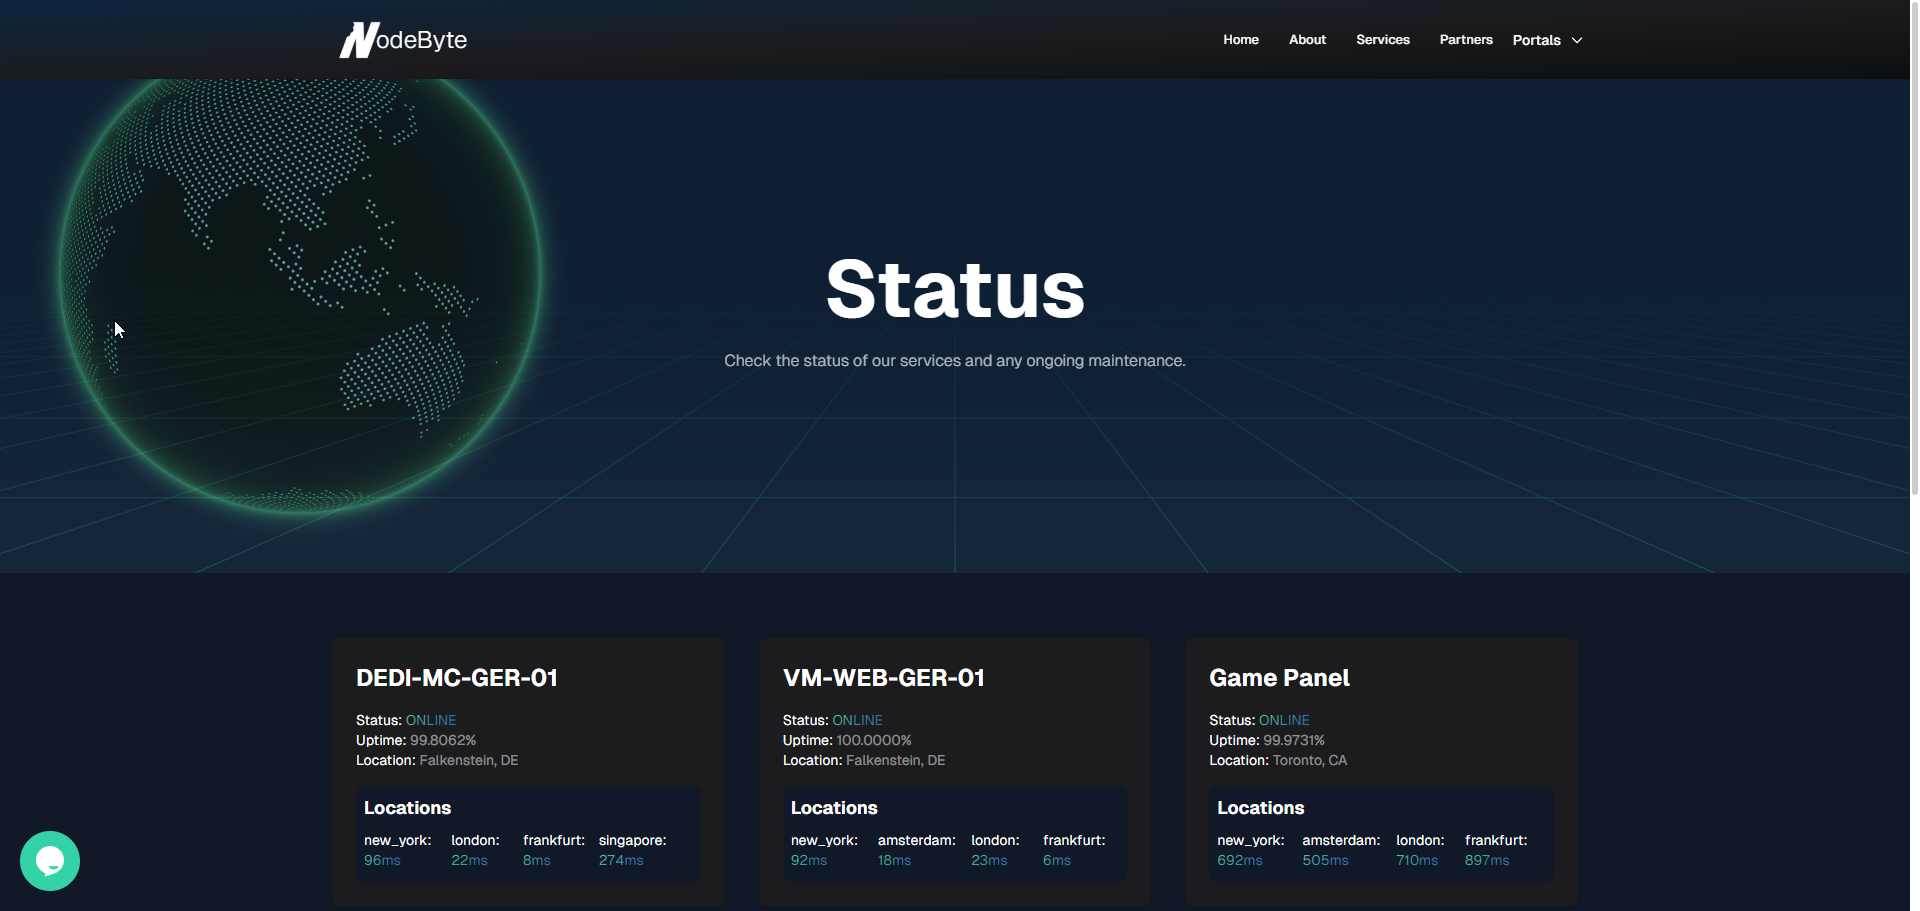 NodeByte
Home About Services Partners Portals
Status
Check the status of our services and any ongoing maintenance.
DEDI-MC-GER-01
Status: ONLINE
Uptime: 99.8062%
Location: Falkenstein, DE
Locations
new_york: london: frankfurt: singapore:
96ms 22ms 8ms 274ms
VM-WEB-GER-01
Status: ONLINE
Uptime: 100.0000%
Location: Falkenstein, DE
Locations
new_york: amsterdam: london: frankfurt:
92ms 18ms 23ms 6ms
Game Panel
Status: ONLINE
Uptime: 99.9731%
Location: Toronto, CA
Locations
new_york: amsterdam: london: frankfurt:
692ms 505ms 710ms 897ms